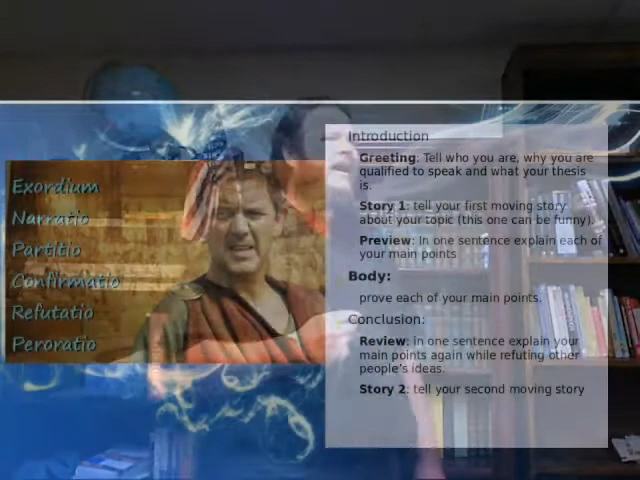 Exordium
Narratio
Partitio
Confirmatio
Refutatio
Peroratio
Introduction
Greeting: Tell who you are, why you are
qualified to speak and what your thesis
is.
Story 1: tell your first moving story
about your topic (this one can be funny).
Preview: In one sentence explain each of
your main points
Body:
prove each of your main points.
Conclusion:
Review: in one sentence explain your
main points again while refuting other
people's ideas.
Story 2: tell your second moving story